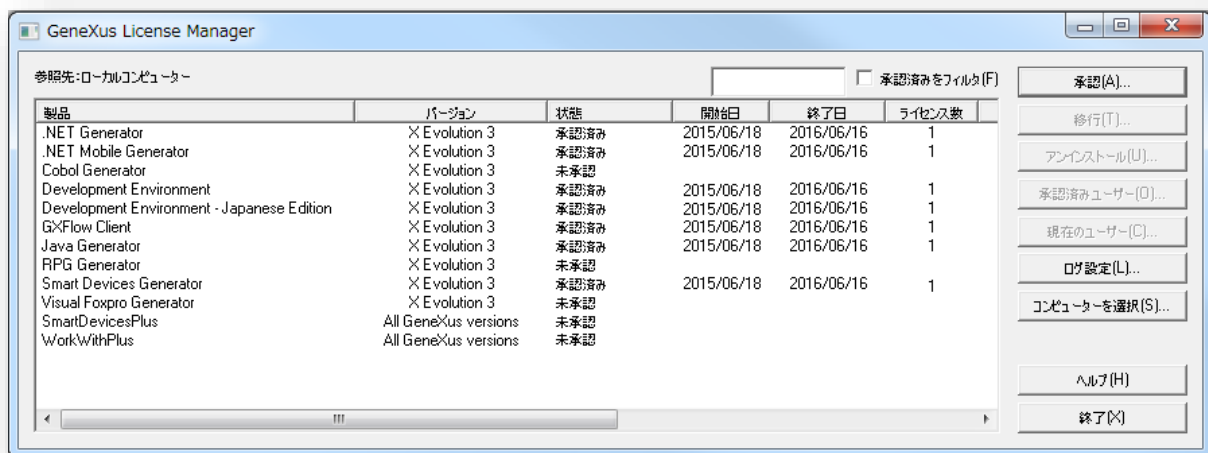 GeneXus License Manager
参照先:ローカルコンピューター
承認済みをフィルタ(F)
承認(A)...
製品 バージョン 状態 開始日 終了日 ライセンス数
.NET Generator X Evolution 3 承認済み 2015/06/18 2016/06/16 1
移行(T)...
.NET Mobile Generator X Evolution 3 承認済み 2015/06/18 2016/06/16 1
Cobol Generator X Evolution 3 未承認
アンインストール(U)...
Development Environment X Evolution 3 承認済み 2015/06/18 2016/06/16 1
承認済みユーザー(O)...
Development Environment - Japanese Edition X Evolution 3 承認済み 2015/06/18 2016/06/16 1
GXFlow Client X Evolution 3 承認済み 2015/06/18 2016/06/16 1
現在のユーザー(C)...
Java Generator X Evolution 3 承認済み 2015/06/18 2016/06/16 1
RPG Generator X Evolution 3 未承認
ログ設定(L)...
Smart Devices Generator X Evolution 3 承認済み 2015/06/18 2016/06/16 1
Visual Foxpro Generator X Evolution 3 未承認
コンピューターを選択(S)...
SmartDevicesPlus All GeneXus versions 未承認
WorkWithPlus All GeneXus versions 未承認
ヘルプ(H)
終了(X)